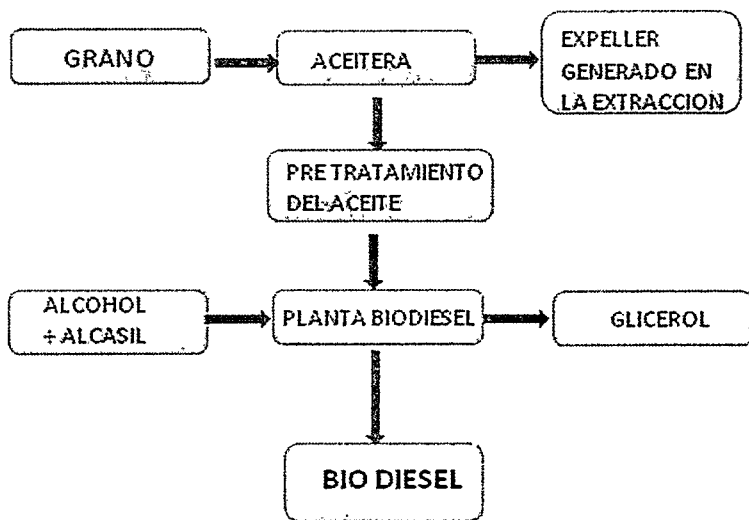 GRANO
ACEITERA
EXPELLER
GENERADO EN
LA EXTRACCION
PRE TRATAMIENTO
DEL ACEITE
ALCOHOL
+ ALCASIL
PLANTA BIODIESEL
GLICEROL
BIO DIESEL